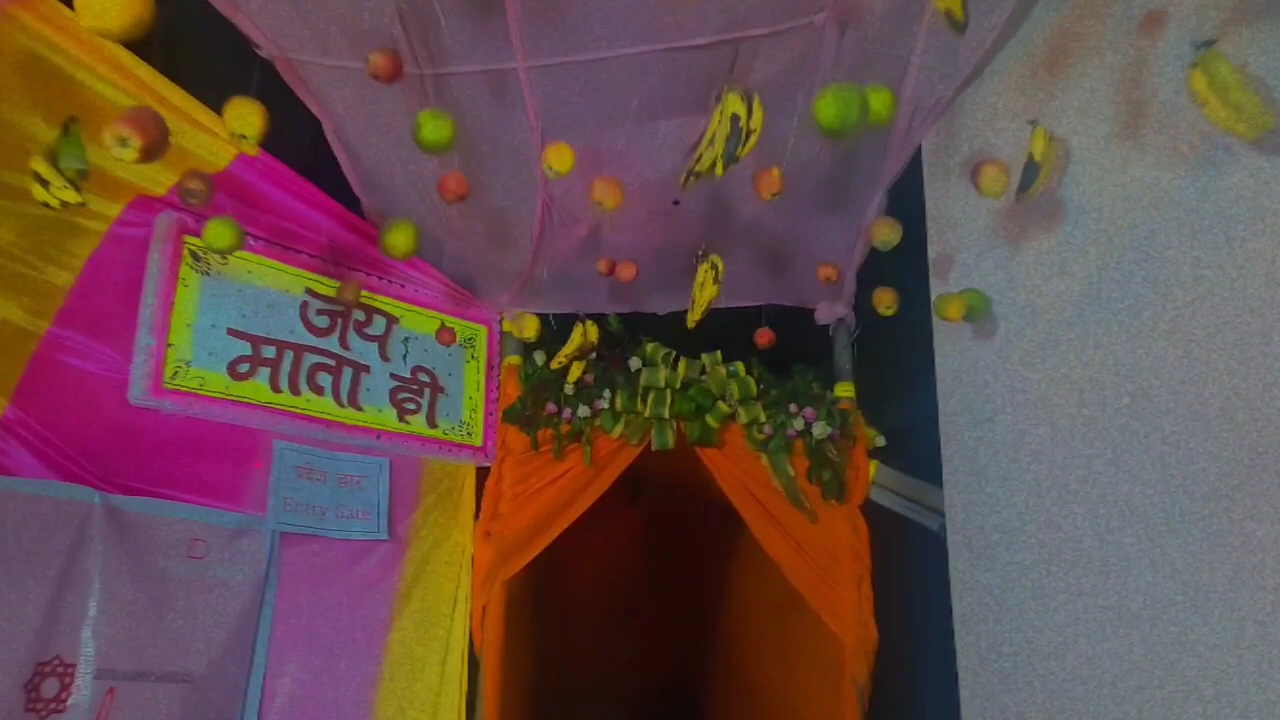 जय
माता दी
प्रवेश द्वार
Entry Gate